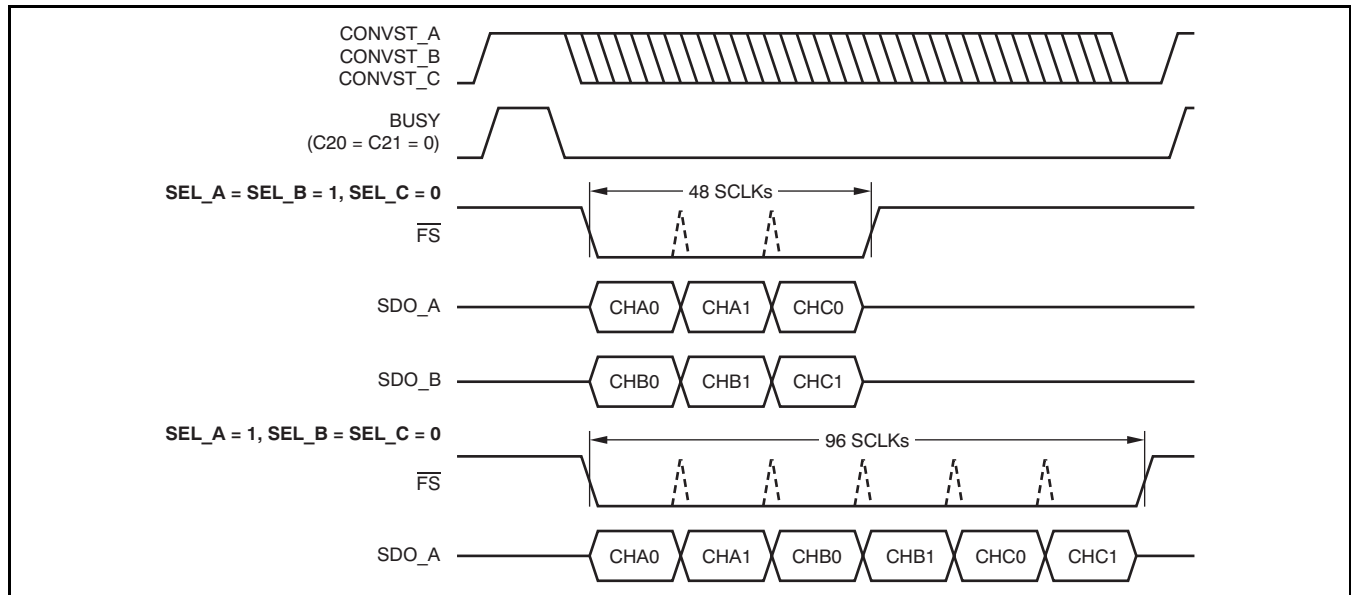 CONVST_A
CONVST_B
CONVST_C
BUSY
(C20 = C21 = 0)
SEL_A = SEL_B = 1, SEL_C = 0
48 SCLKs
FS
SDO_A
CHA0 CHA1 CHC0
SDO_B
CHB0 CHB1 CHC1
SEL_A = 1, SEL_B = SEL_C = 0
96 SCLKs
FS
SDO_A
CHA0 CHA1 CHB0 CHB1 CHC0 CHC1